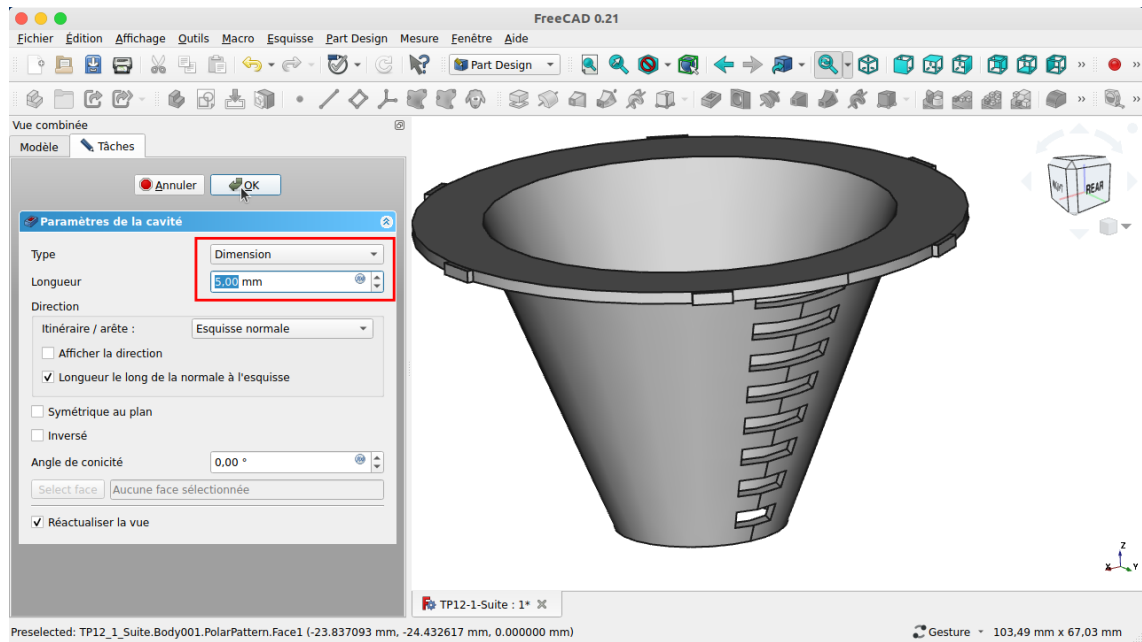 FreeCAD 0.21
Fichier Édition Affichage Outils Macro Esquisse Part Design Mesure Fenêtre Aide
Part Design
Vue combinée
Modèle Tâches
Annuler OK
Paramètres de la cavité
Type Dimension
Longueur 5.00 mm
Direction
Itinéraire / arête : Esquisse normale
Afficher la direction
Longueur le long de la normale à l'esquisse
Symétrique au plan
Inversé
Angle de conicité 0,00 °
Select face Aucune face sélectionnée
Réactualiser la vue
REAR
Z
X Y
TP12-1-Suite : 1*
Preselected: TP12_1_Suite.Body001.PolarPattern.Face1 (-23.837093 mm, -24.432617 mm, 0.000000 mm) Gesture 103,49 mm x 67,03 mm